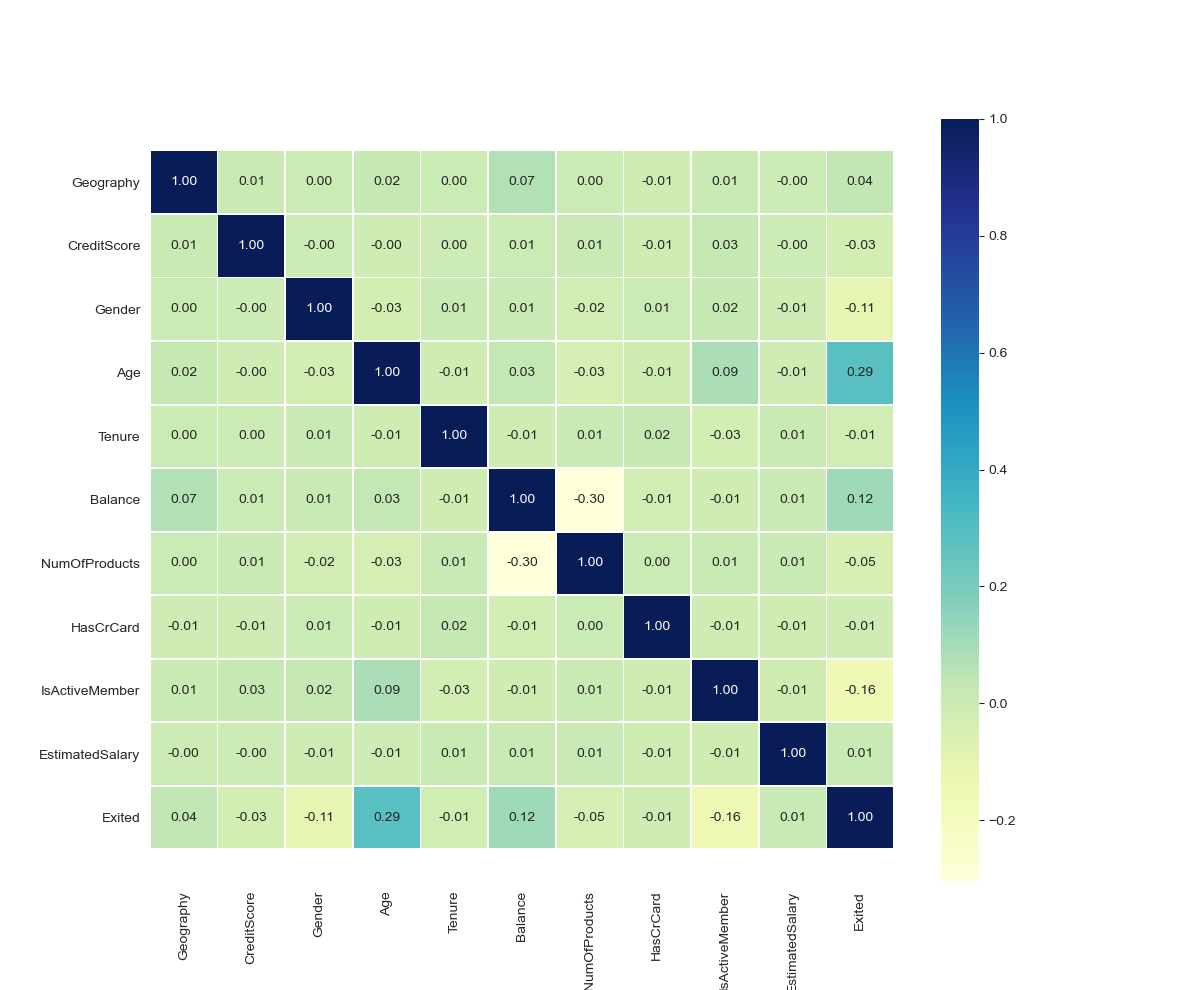 1.0
Geography 1.00 0.01 0.00 0.02 0.00 0.07 0.00 -0.01 0.01 -0.00 0.04
CreditScore 0.01 1.00 -0.00 -0.00 0.00 0.01 0.01 -0.01 0.03 -0.00 -0.03
0.8
Gender 0.00 -0.00 1.00 -0.03 0.01 0.01 -0.02 0.01 0.02 -0.01 -0.11
0.6
Age 0.02 -0.00 -0.03 1.00 -0.01 0.03 -0.03 -0.01 0.09 -0.01 0.29
Tenure 0.00 0.00 0.01 -0.01 1.00 -0.01 0.01 0.02 -0.03 0.01 -0.01
0.4
Balance 0.07 0.01 0.01 0.03 -0.01 1.00 -0.30 -0.01 -0.01 0.01 0.12
NumOfProducts 0.00 0.01 -0.02 -0.03 0.01 -0.30 1.00 0.00 0.01 0.01 -0.05
0.2
HasCrCard -0.01 -0.01 0.01 -0.01 0.02 -0.01 0.00 1.00 -0.01 -0.01 -0.01
IsActiveMember 0.01 0.03 0.02 0.09 -0.03 -0.01 0.01 -0.01 1.00 -0.01 -0.16
0.0
EstimatedSalary -0.00 -0.00 -0.01 -0.01 0.01 0.01 0.01 -0.01 -0.01 1.00 0.01
Exited 0.04 -0.03 -0.11 0.29 -0.01 0.12 -0.05 -0.01 -0.16 0.01 1.00
−0.2
Geography
CreditScore
Gender
Age
Tenure
Balance
NumOfProducts
HasCrCard
IsActiveMember
EstimatedSalary
Exited